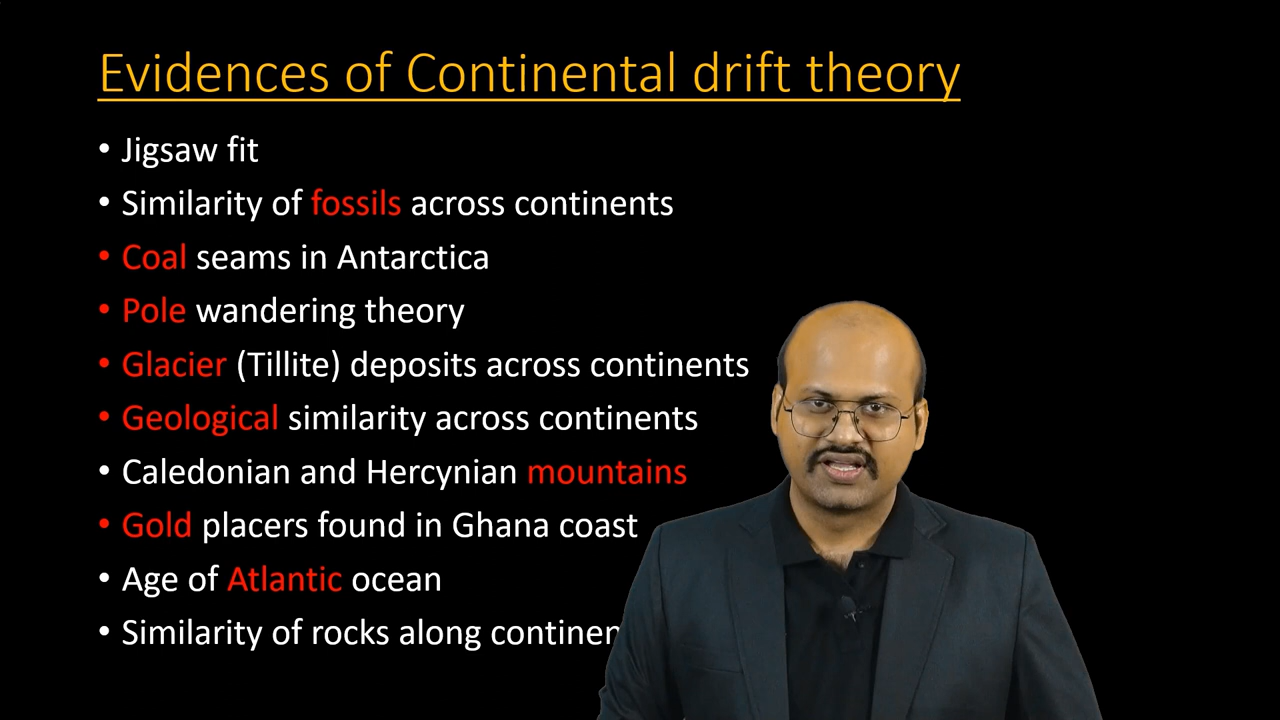 Evidences of Continental drift theory
• Jigsaw fit
• Similarity of fossils across continents
• Coal seams in Antarctica
• Pole wandering theory
• Glacier (Tillite) deposits across continents
• Geological similarity across continents
• Caledonian and Hercynian mountains
• Gold placers found in Ghana coast
• Age of Atlantic ocean
• Similarity of rocks along